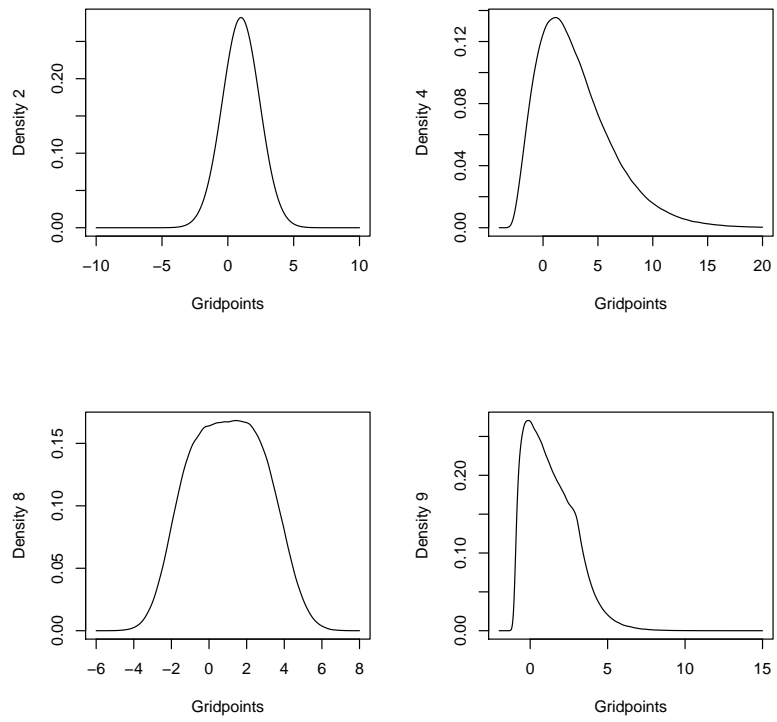 Density 2
0.00 0.10 0.20
−10 −5 0 5 10
Gridpoints
Density 4
0.00 0.04 0.08 0.12
0 5 10 15 20
Gridpoints
Density 8
0.00 0.05 0.10 0.15
−6 −4 −2 0 2 4 6 8
Gridpoints
Density 9
0.00 0.10 0.20
0 5 10 15
Gridpoints